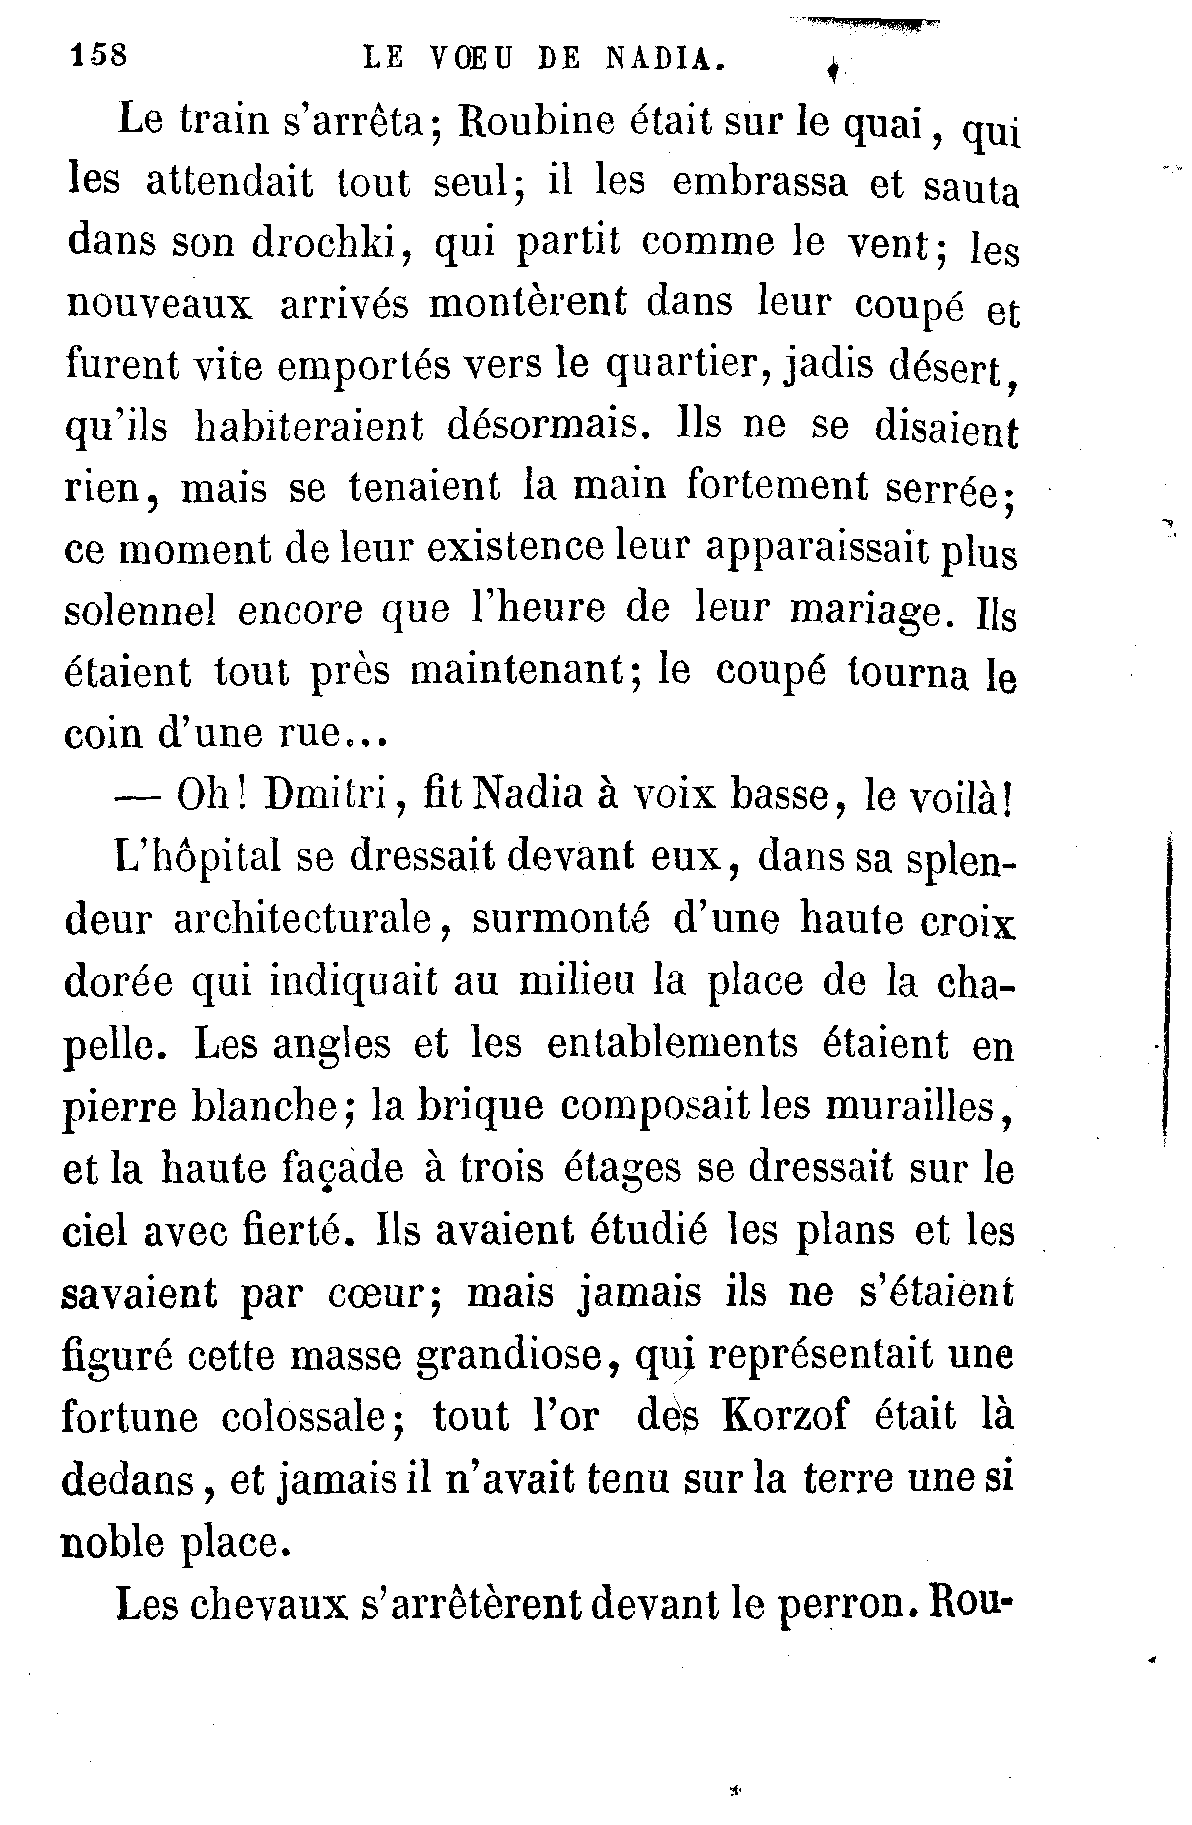 158 LE VŒU DE NADIA.
Le train s'arrêta; Roubine était sur le quai, qui
les attendait tout seul; il les embrassa et sauta
dans son drochki, qui partit comme le vent; les
nouveaux arrivés montèrent dans leur coupé et
furent vite emportés vers le quartier, jadis désert,
qu'ils habiteraient désormais. Ils ne se disaient
rien, mais se tenaient la main fortement serrée;
ce moment de leur existence leur apparaissait plus
solennel encore que l'heure de leur mariage. Ils
étaient tout près maintenant; le coupé tourna le
coin d'une rue...
— Oh! Dmitri, fit Nadia à voix basse, le voilà!
L'hôpital se dressait devant eux, dans sa splen-
deur architecturale, surmonté d'une haute croix
dorée qui indiquait au milieu la place de la cha-
pelle. Les angles et les entablements étaient en
pierre blanche; la brique composait les murailles,
et la haute façade à trois étages se dressait sur le
ciel avec fierté. Ils avaient étudié les plans et les
savaient par cœur; mais jamais ils ne s'étaient
figuré cette masse grandiose, qui représentait une
fortune colossale; tout l'or des Korzof était là
dedans, et jamais il n'avait tenu sur la terre une si
noble place.
Les chevaux s'arrêtèrent devant le perron. Rou-